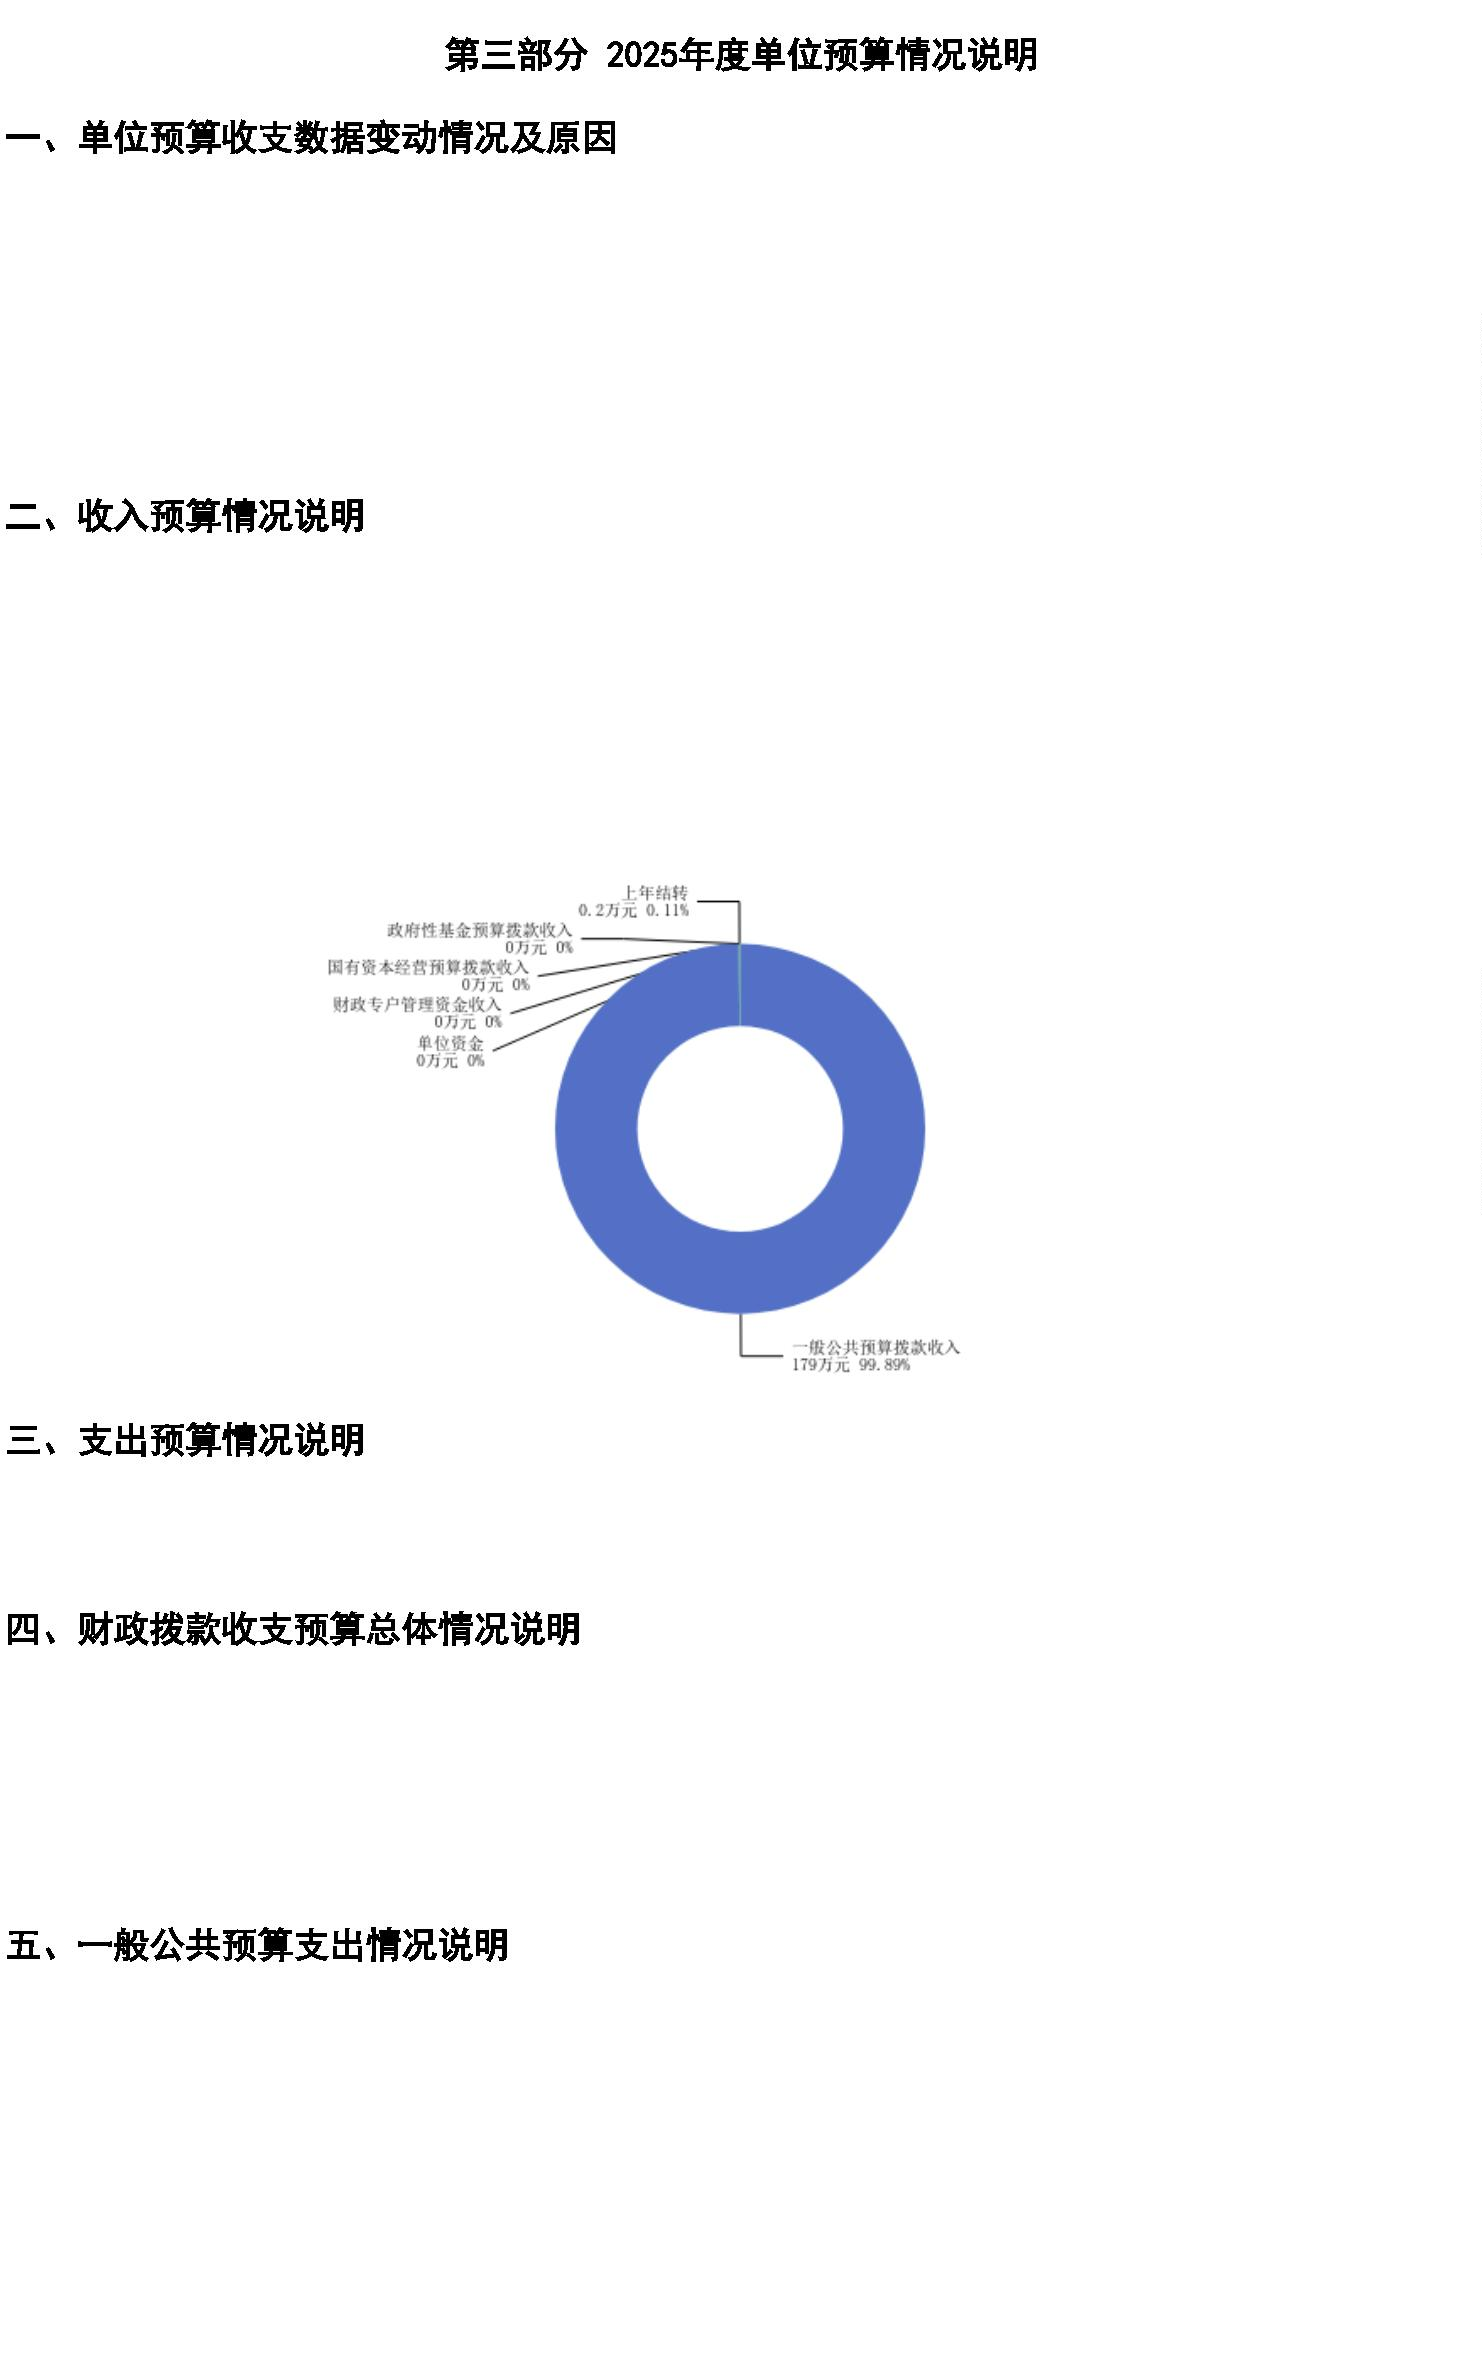 第三部分 2025年度单位预算情况说明
一、单位预算收支数据变动情况及原因
二、收入预算情况说明
上年结转
0.2万元 0.11%
政府性基金预算拨款收入
0万元 0%
国有资本经营预算拨款收入
0万元 0%
财政专户管理资金收入
0万元 0%
单位资金
0万元 0%
一般公共预算拨款收入
179万元 99.89%
三、支出预算情况说明
四、财政拨款收支预算总体情况说明
五、一般公共预算支出情况说明